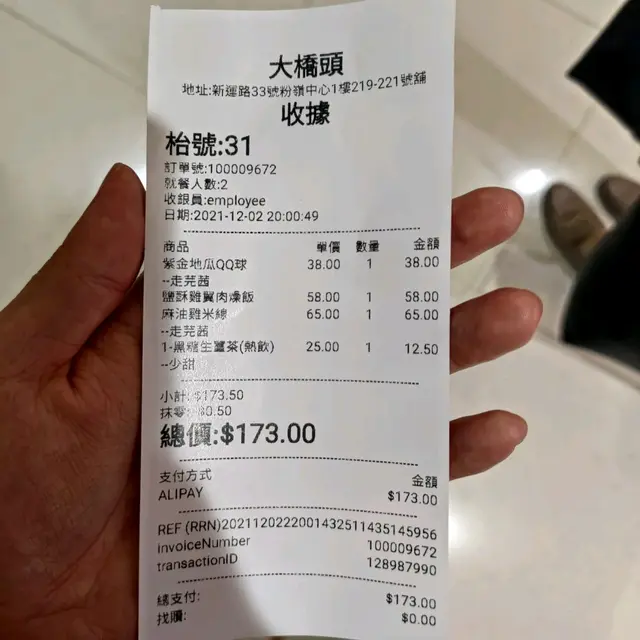 大橋頭
地址:新運路33號粉嶺中心1樓219-221號舖
收據
枱號:31
訂單號:100009672
就餐人數:2
收銀員:employee
日期:2021-12-02 20:00:49
商品 單價 數量 金額
紫金地瓜QQ球 38.00 1 38.00
--走芫茜
鹽酥雞翼肉燥飯 58.00 1 58.00
麻油雞米線 65.00 1 65.00
--走芫茜
1-黑糖生薑茶(熱飲) 25.00 1 12.50
--少甜
小計: $173.50
抹零: $0.50
總價:$173.00
支付方式 金額
ALIPAY $173.00
REF (RRN)2021120222001432511435145956
invoiceNumber 100009672
transactionID 128987990
總支付: $173.00
找贖: $0.00